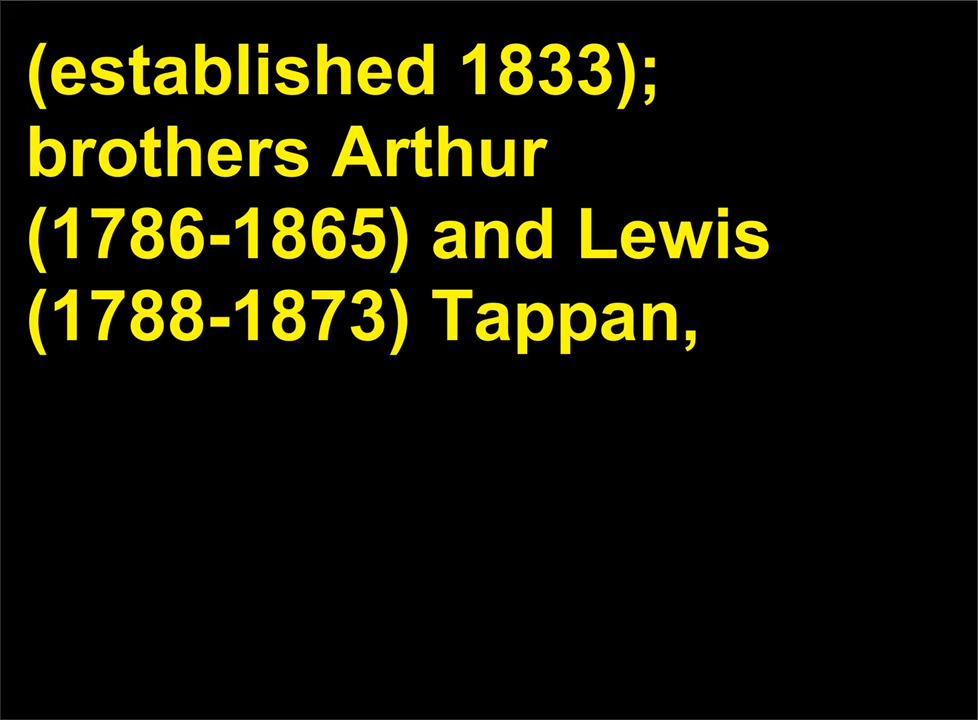 (established 1833);
brothers Arthur
(1786-1865) and Lewis
(1788-1873) Tappan,